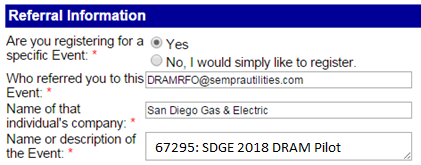 Referral Information
Are you registering for a specific Event: * Yes
No, I would simply like to register.
Who referred you to this Event: * DRAMRFO@semprautilities.com
Name of that individual's company: * San Diego Gas & Electric
Name or description of the Event: * 67295: SDGE 2018 DRAM Pilot